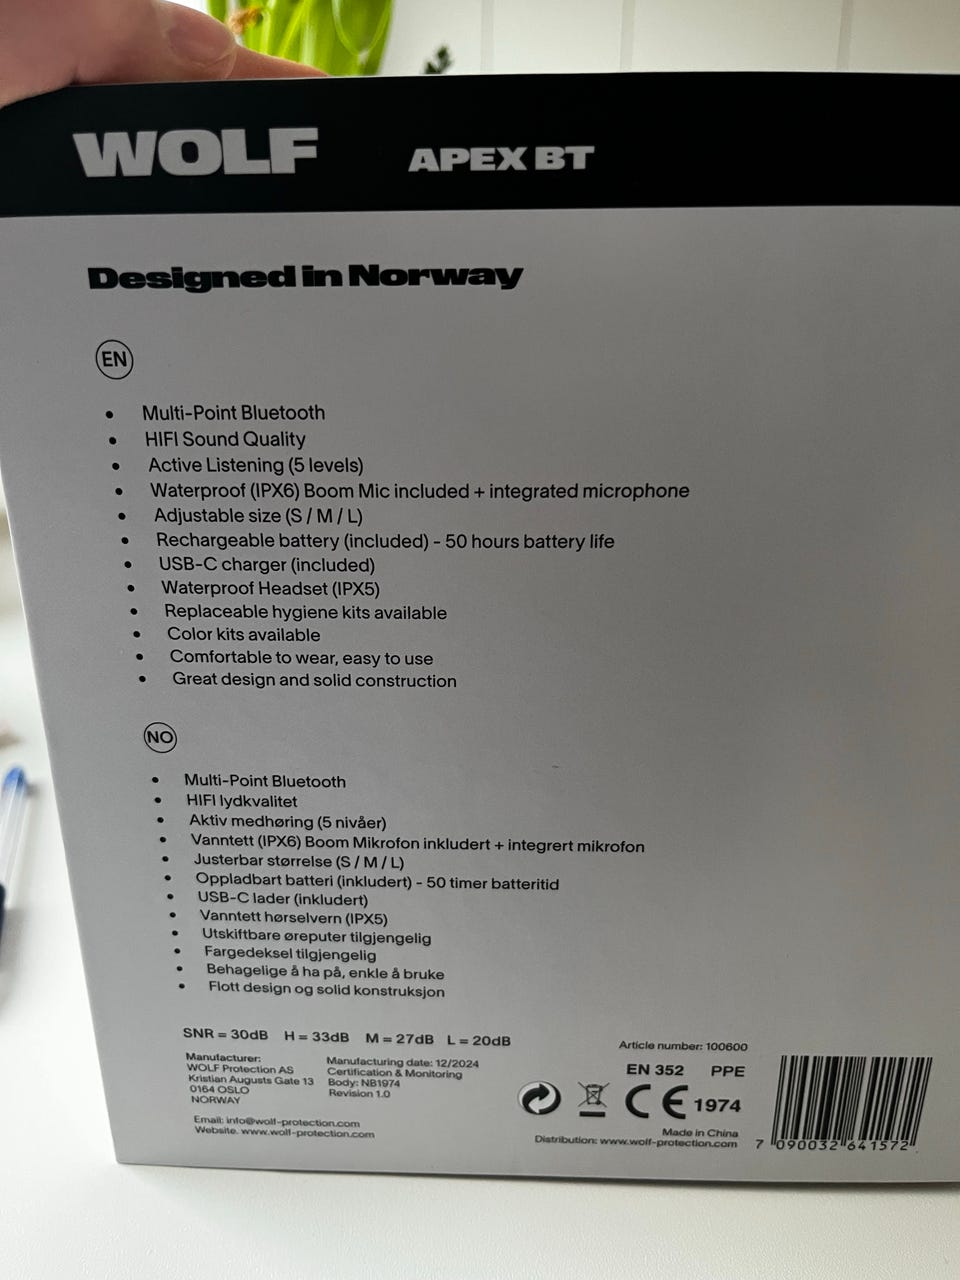 WOLF APEX BT
Designed in Norway
EN
• Multi-Point Bluetooth
• HIFI Sound Quality
• Active Listening (5 levels)
• Waterproof (IPX6) Boom Mic included + integrated microphone
• Adjustable size (S / M / L)
• Rechargeable battery (included) - 50 hours battery life
• USB-C charger (included)
• Waterproof Headset (IPX5)
• Replaceable hygiene kits available
• Color kits available
• Comfortable to wear, easy to use
• Great design and solid construction
NO
• Multi-Point Bluetooth
• HIFI lydkvalitet
• Aktiv medhøring (5 nivåer)
• Vanntett (IPX6) Boom Mikrofon inkludert + integrert mikrofon
• Justerbar størrelse (S / M / L)
• Oppladbart batteri (inkludert) - 50 timer batteritid
• USB-C lader (inkludert)
• Vanntett hørselvern (IPX5)
• Utskiftbare øreputer tilgjengelig
• Fargedeksel tilgjengelig
• Behagelige å ha på, enkle å bruke
• Flott design og solid konstruksjon
SNR = 30dB H = 33dB M = 27dB L = 20dB
Manufacturer:
WOLF Protection AS
Kristian Augusts Gate 13
0164 OSLO
NORWAY
Email: info@wolf-protection.com
Website. www.wolf-protection.com
Manufacturing date: 12/2024
Certification & Monitoring
Body: NB1974
Revision 1.0
Article number: 100600
EN 352 PPE
CE 1974
Made in China
Distribution: www.wolf-protection.com
7 090032 641572